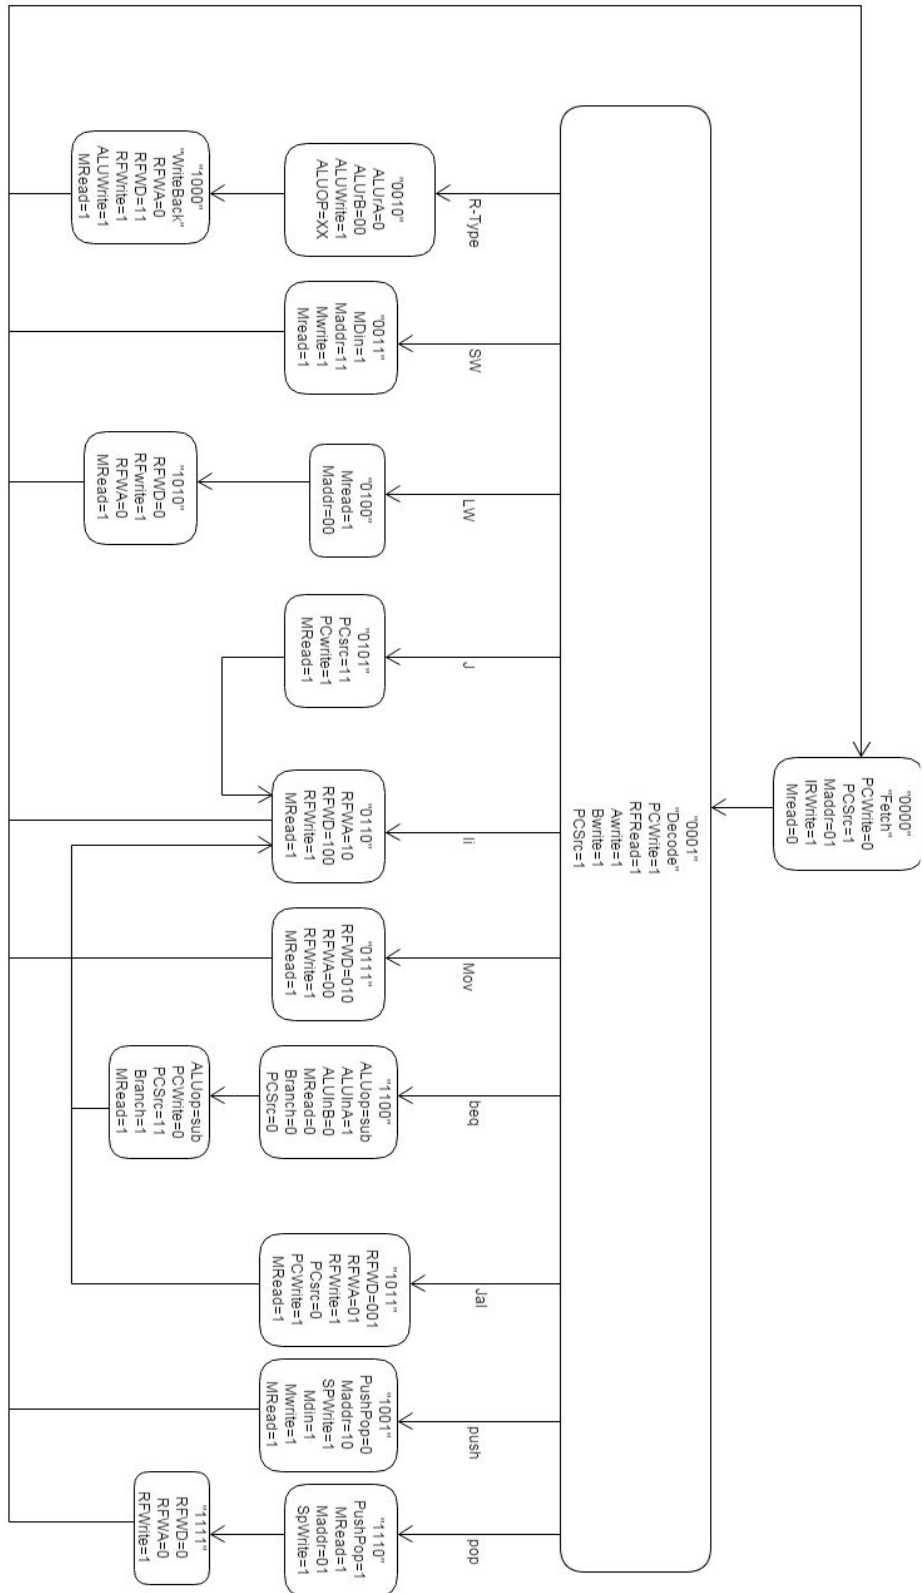 "0000"
"Fetch"
PCWrite=0
PCSrc=1
Maddr=01
IRWrite=1
Mread=0
"0001"
"Decode"
PCWrite=1
RFRead=1
Awrite=1
Bwrite=1
PCSrc=1
R-Type
SW
LW
J
li
Mov
beq
Jal
push
pop
"0010"
ALUrA=0
ALUrB=00
ALUWrite=1
ALUOP=XX
"0011"
MDin=1
Maddr=11
Mwrite=1
Mread=1
"0100"
Mread=1
Maddr=00
"0101"
PCsrc=11
PCwrite=1
MRead=1
"0110"
RFWA=10
RFWD=100
RFWrite=1
MRead=1
"0111"
RFWD=010
RFWA=00
RFWrite=1
MRead=1
"1100"
ALUop=sub
ALUInA=1
ALUInB=0
MRead=0
Branch=0
PCSrc=0
"1011"
RFWD=001
RFWA=01
RFWrite=1
PCsrc=0
PCWrite=1
MRead=1
"1001"
PushPop=0
Maddr=10
SPWrite=1
Mdin=1
Mwrite=1
MRead=1
"1110"
PushPop=1
MRead=1
Maddr=01
SpWrite=1
"1000"
"WriteBack"
RFWA=0
RFWD=11
RFWrite=1
ALUWrite=1
MRead=1
"1010"
RFWD=0
RFwrite=1
RFWA=0
MRead=1
ALUop=sub
PCWrite=0
PCSrc=11
Branch=1
MRead=1
"1111"
RFWD=0
RFWA=0
RFWrite=1